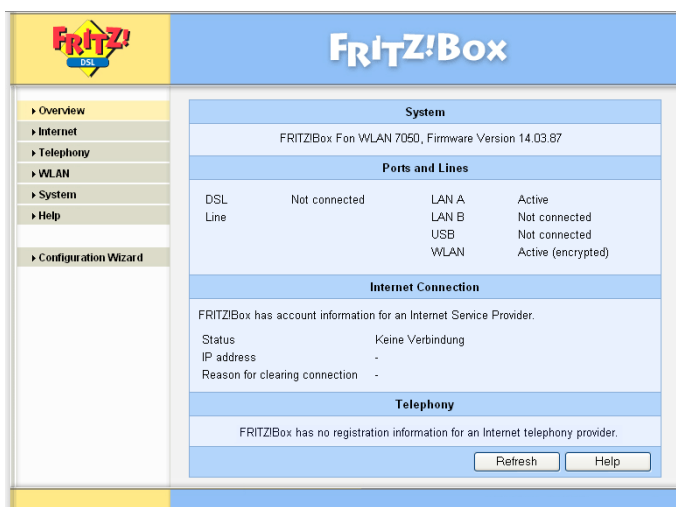 FRITZ!
DSL
FRITZ!BOX
Overview
Internet
Telephony
WLAN
System
Help
Configuration Wizard
System
FRITZ!Box Fon WLAN 7050, Firmware Version 14.03.87
Ports and Lines
DSL Not connected LAN A Active
Line LAN B Not connected
USB Not connected
WLAN Active (encrypted)
Internet Connection
FRITZ!Box has account information for an Internet Service Provider.
Status Keine Verbindung
IP address -
Reason for clearing connection -
Telephony
FRITZ!Box has no registration information for an Internet telephony provider.
Refresh Help